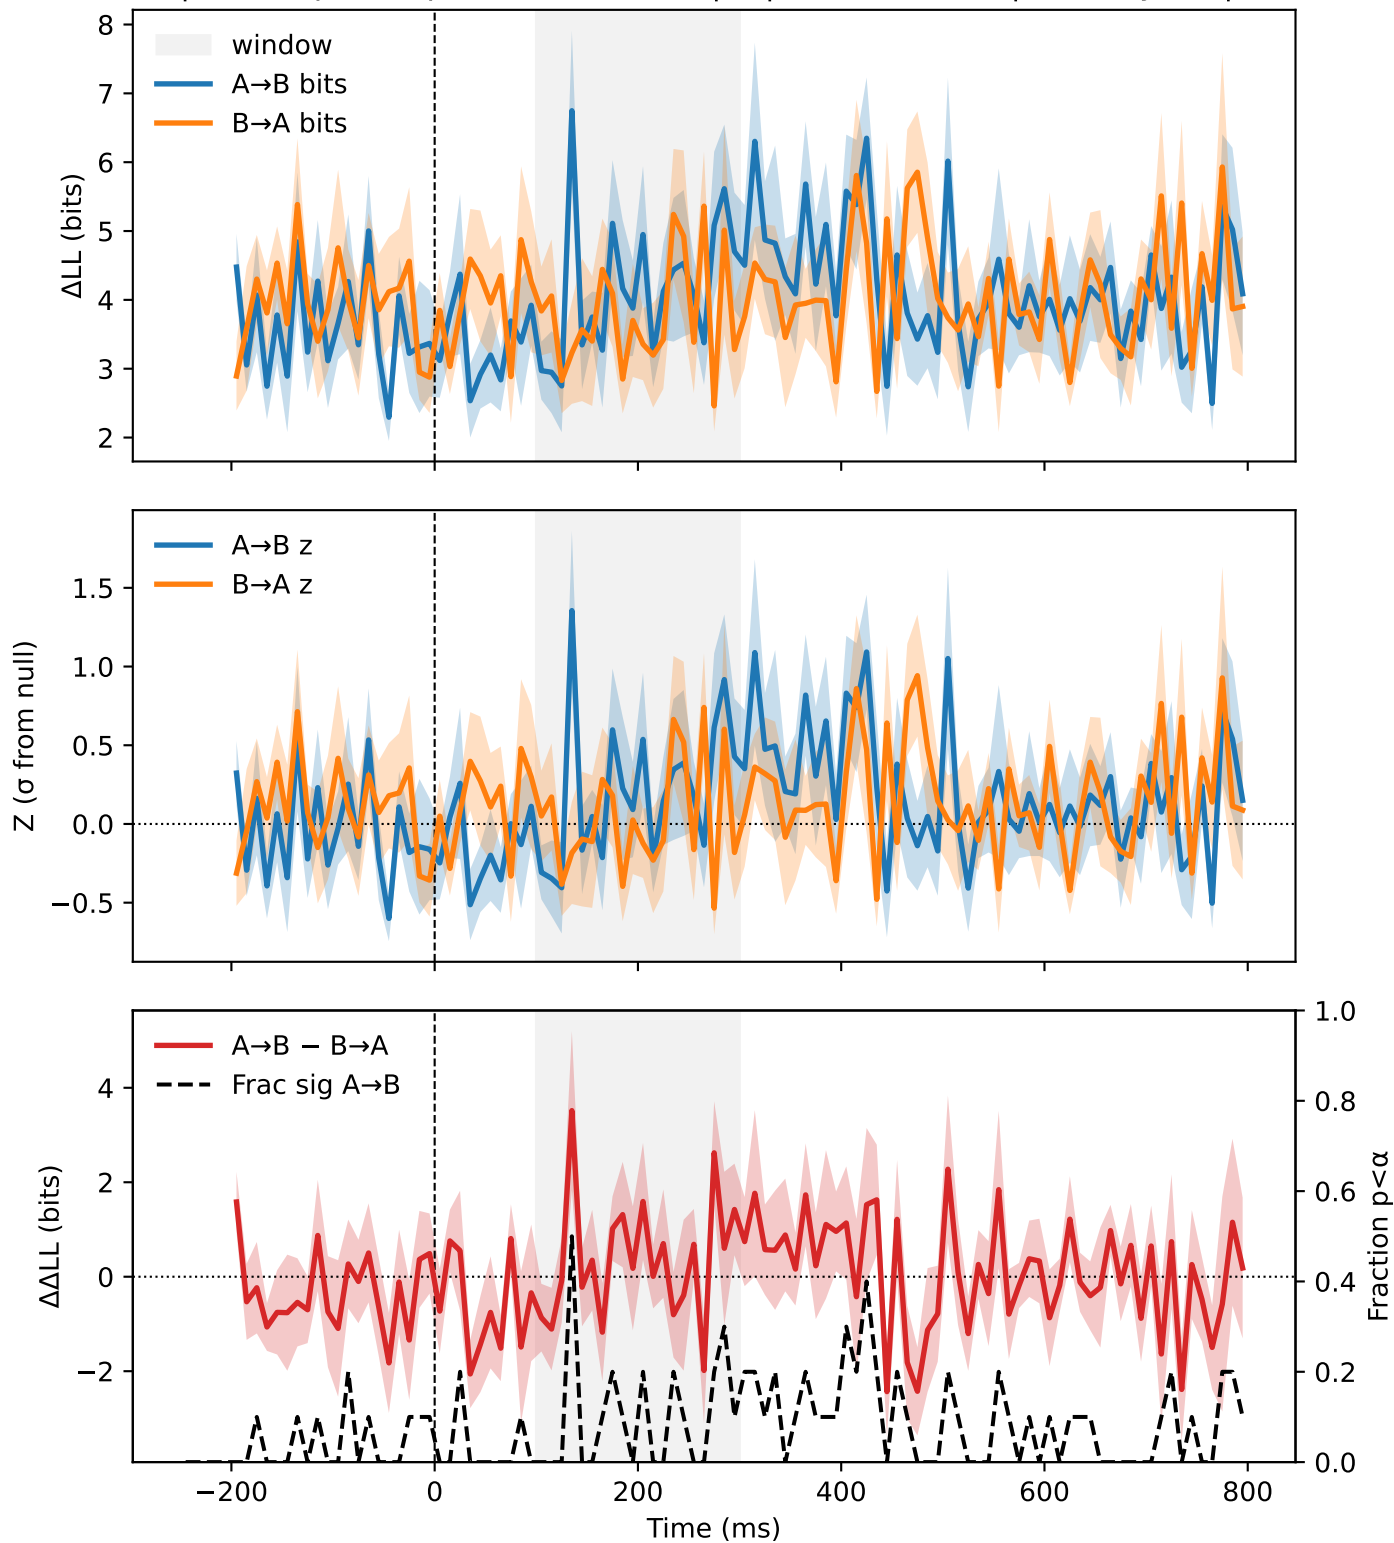 8
7
6
5
4
3
2
ΔLL (bits)
window
A→B bits
B→A bits
1.5
1.0
0.5
0.0
−0.5
Z (σ from null)
A→B z
B→A z
4
2
0
−2
ΔΔLL (bits)
A→B − B→A
Frac sig A→B
1.0
0.8
0.6
0.4
0.2
0.0
Fraction p<α
−200
0
200
400
600
800
Time (ms)